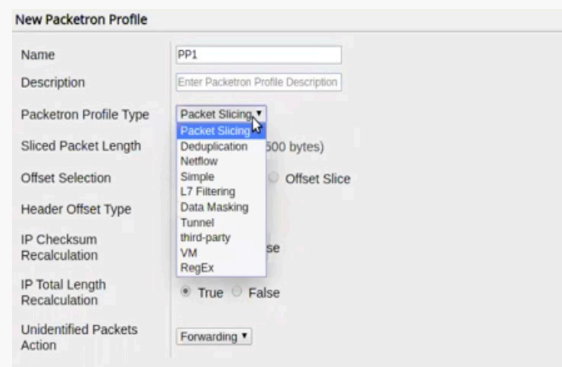 New Packetron Profile
Name
PP1
Description
Enter Packetron Profile Description
Packetron Profile Type
Packet Slicing
Packet Slicing
Sliced Packet Length
Deduplication
500 bytes)
Netflow
Offset Selection
Simple
Offset Slice
L7 Filtering
Header Offset Type
Data Masking
Tunnel
IP Checksum
Recalculation
third-party
VM
se
RegEx
IP Total Length
Recalculation
True
False
Unidentified Packets
Action
Forwarding